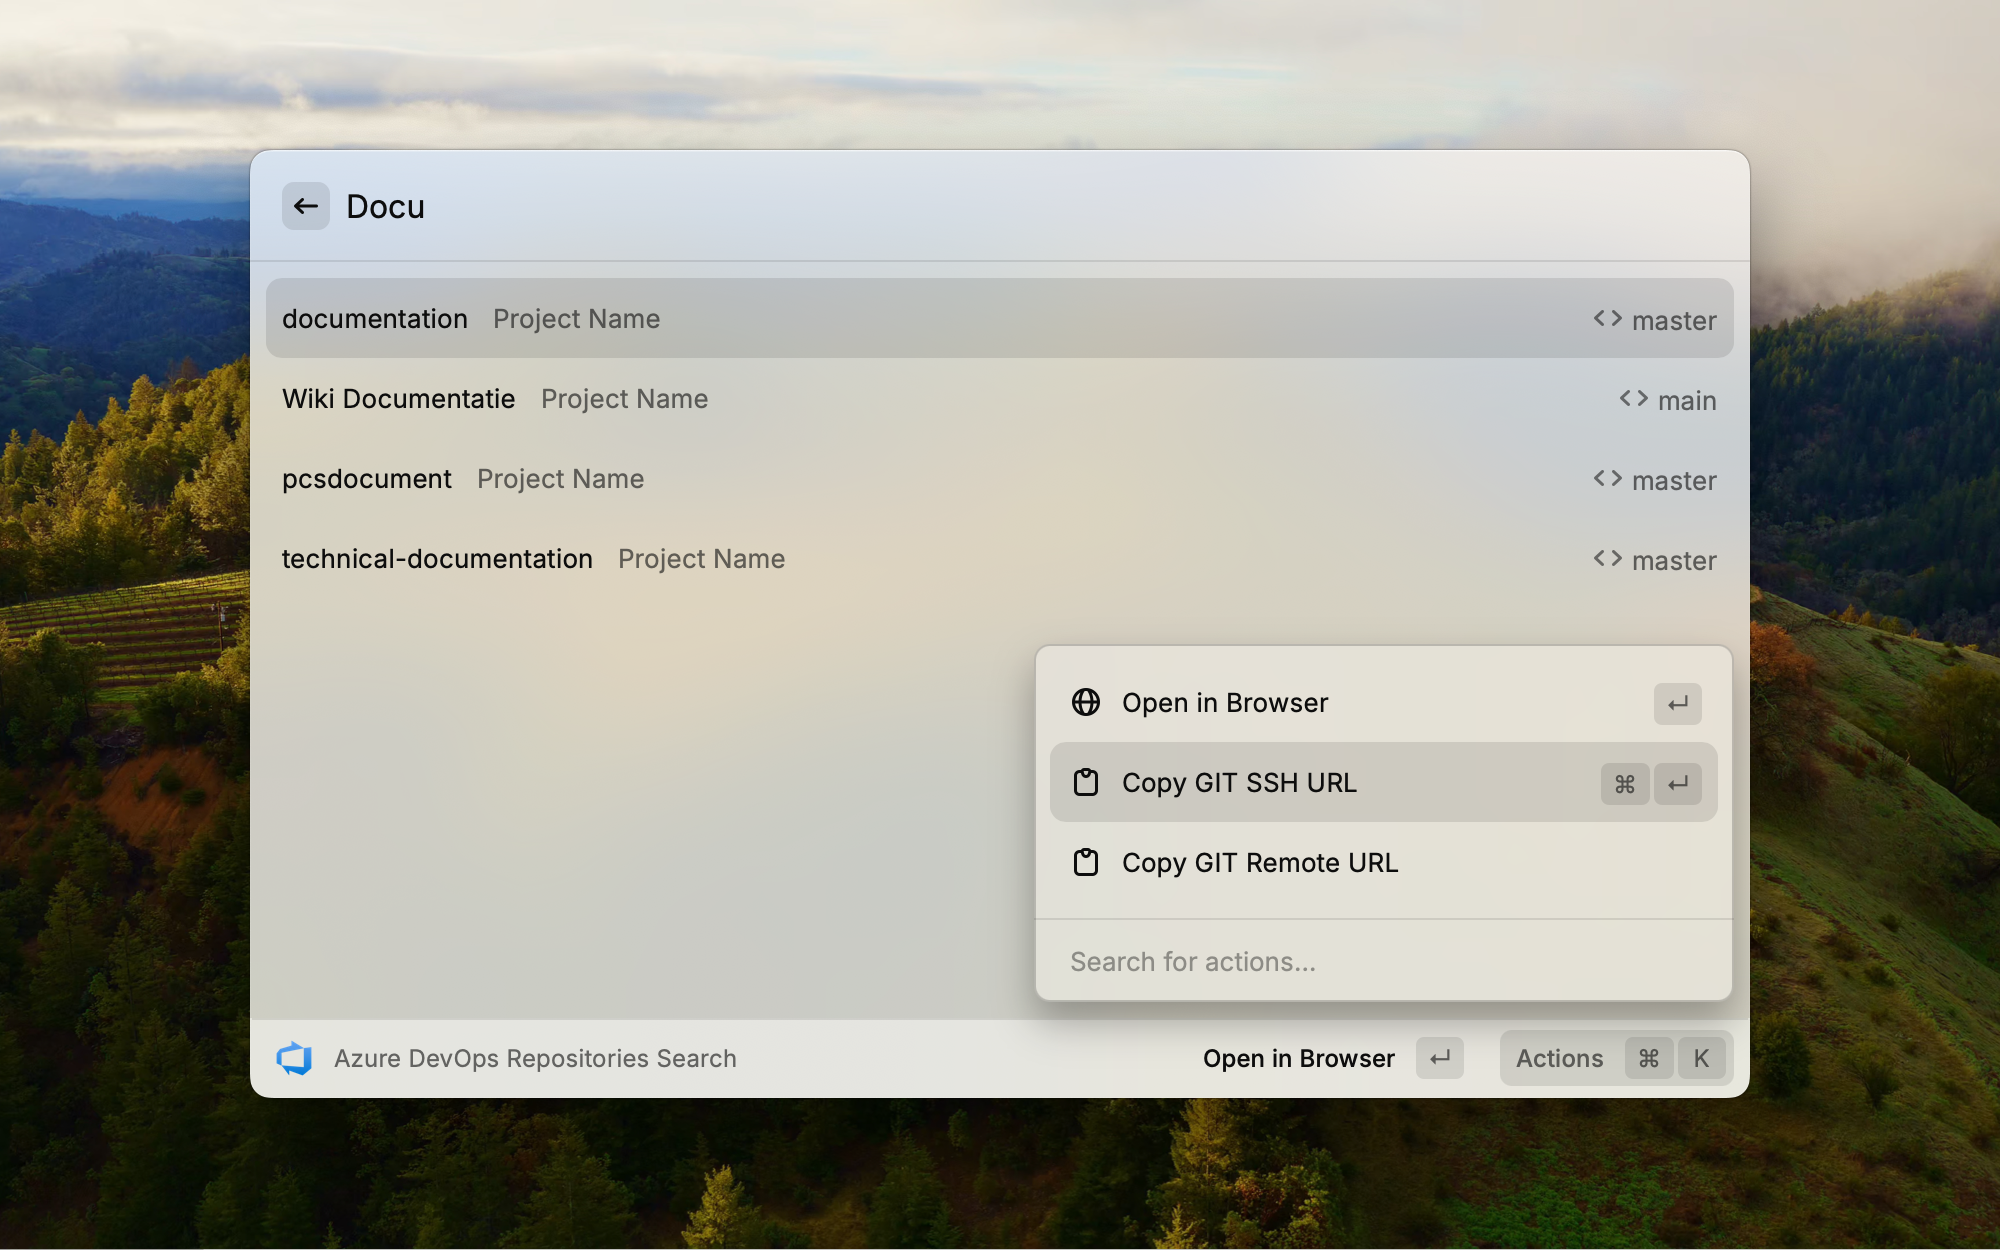 Docu
documentation Project Name <> master
Wiki Documentatie Project Name <> main
pcsdocument Project Name <> master
technical-documentation Project Name <> master
Open in Browser ↵
Copy GIT SSH URL ⌘ ↵
Copy GIT Remote URL
Search for actions...
Azure DevOps Repositories Search Open in Browser ↵ Actions ⌘ K